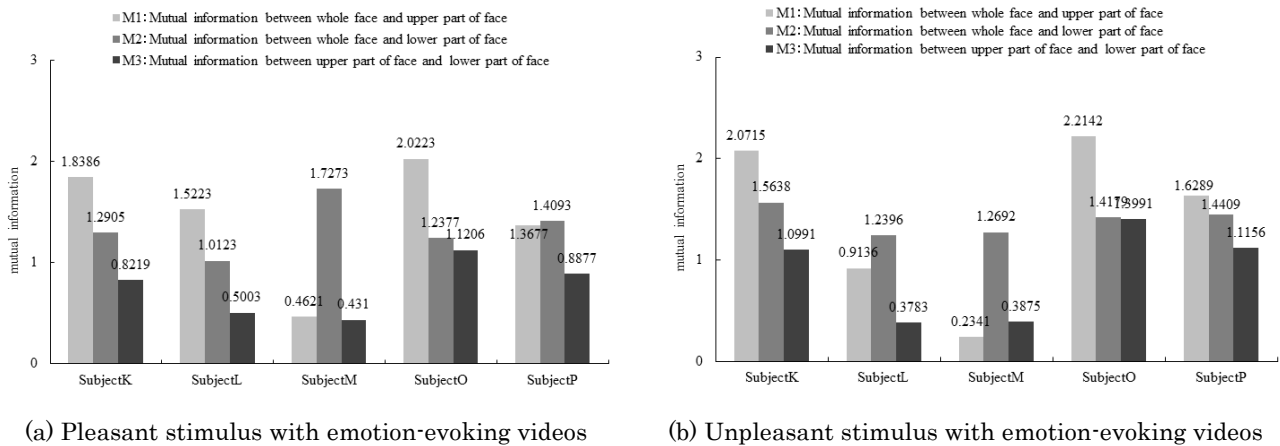 M1：Mutual information between whole face and upper part of face
M2：Mutual information between whole face and lower part of face
M3：Mutual information between upper part of face and lower part of face
3
2
1
0
mutual information
1.8386
1.2905
0.8219
1.5223
1.0123
0.5003
0.4621
1.7273
0.431
2.0223
1.2377
1.1206
1.3677
1.4093
0.8877
SubjectK
SubjectL
SubjectM
SubjectO
SubjectP
(a) Pleasant stimulus with emotion-evoking videos
M1：Mutual information between whole face and upper part of face
M2：Mutual information between whole face and lower part of face
M3：Mutual information between upper part of face and lower part of face
3
2
1
0
mutual information
2.0715
1.5638
1.0991
0.9136
1.2396
0.3783
0.2341
1.2692
0.3875
2.2142
1.3991
1.6289
1.4409
1.1156
SubjectK
SubjectL
SubjectM
SubjectO
SubjectP
(b) Unpleasant stimulus with emotion-evoking videos